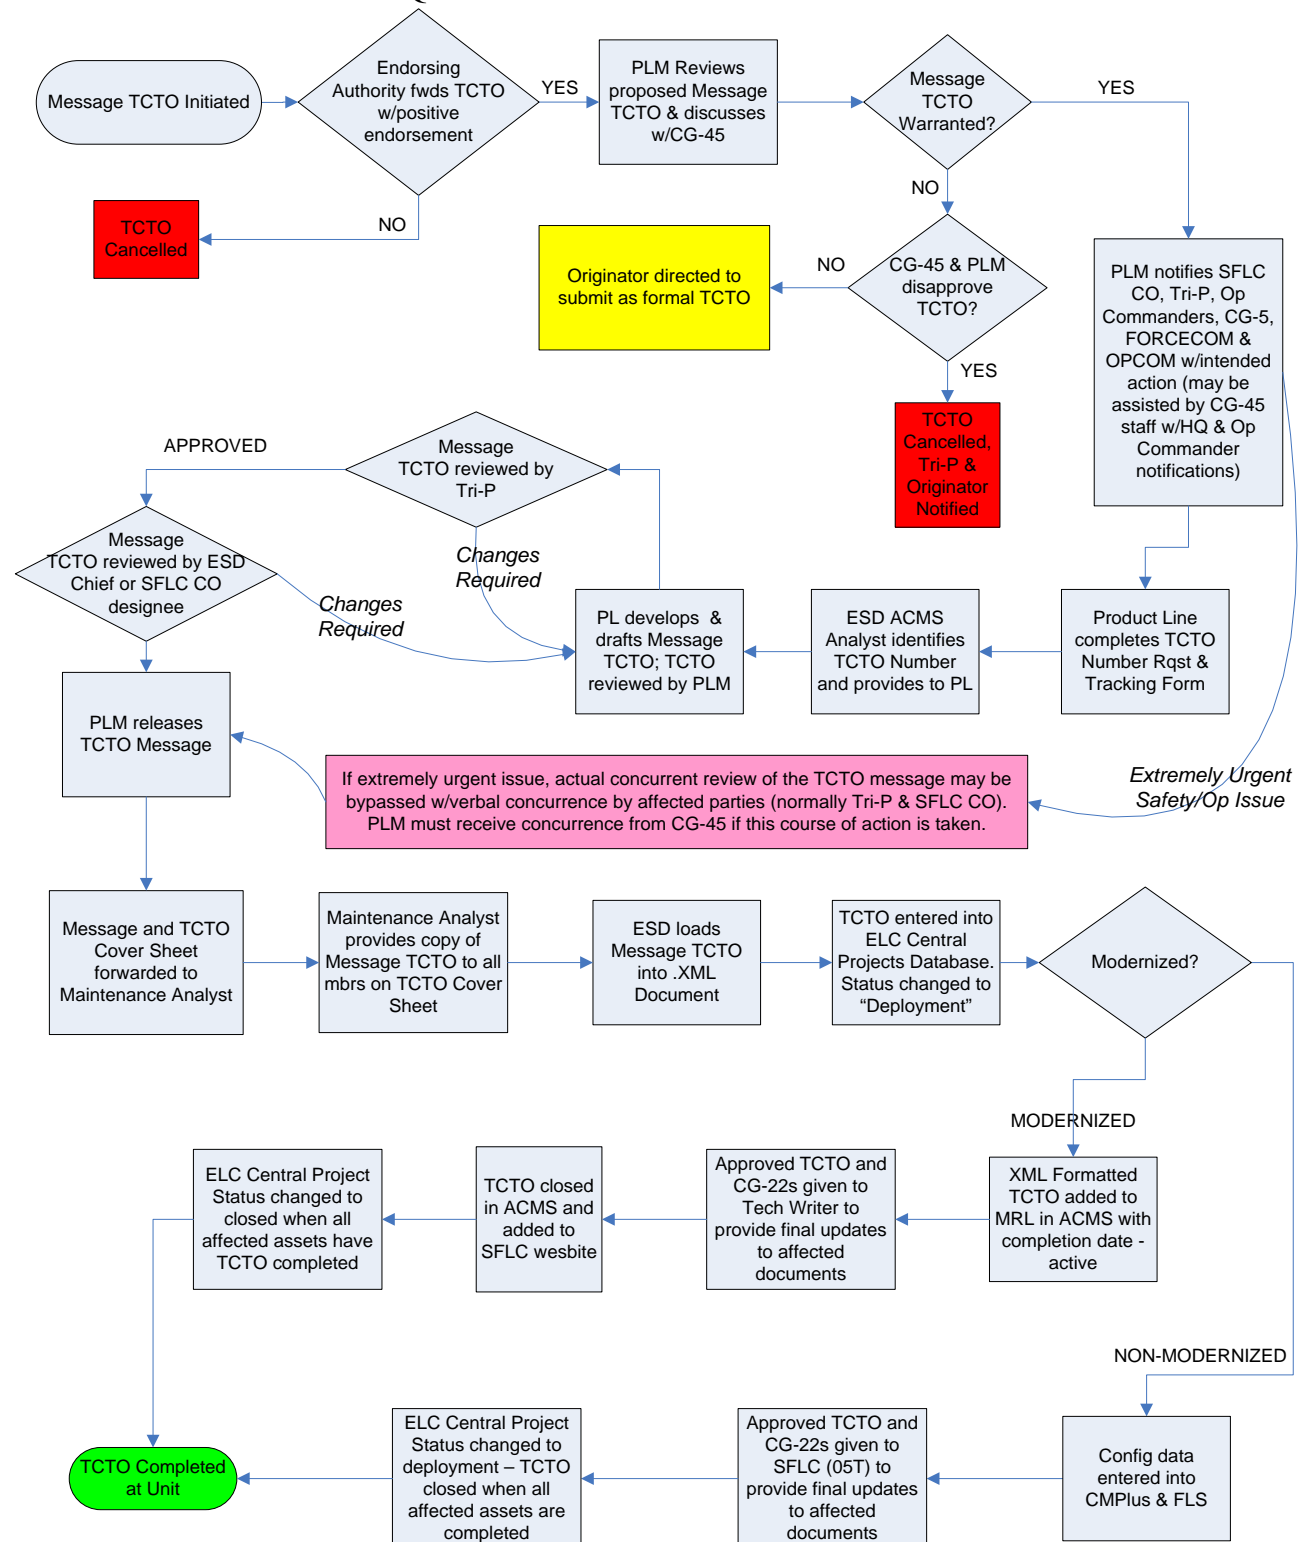 Message TCTO Initiated
Endorsing
Authority fwds TCTO
w/positive
endorsement
YES
PLM Reviews
proposed Message
TCTO & discusses
w/CG-45
Message
TCTO
Warranted?
YES
NO
TCTO
Cancelled
NO
Originator directed to
submit as formal TCTO
NO
CG-45 & PLM
disapprove
TCTO?
YES
TCTO
Cancelled,
Tri-P &
Originator
Notified
PLM notifies SFLC
CO, Tri-P, Op
Commanders, CG-5,
FORCECOM &
OPCOM w/intended
action (may be
assisted by CG-45
staff w/HQ & Op
Commander
notifications)
APPROVED
Message
TCTO reviewed by
Tri-P
Changes
Required
Message
TCTO reviewed by ESD
Chief or SFLC CO
designee
Changes
Required
PL develops & 
drafts Message
TCTO; TCTO
reviewed by PLM
ESD ACMS
Analyst identifies
TCTO Number
and provides to PL
Product Line
completes TCTO
Number Rqst &
Tracking Form
PLM releases
TCTO Message
If extremely urgent issue, actual concurrent review of the TCTO message may be
bypassed w/verbal concurrence by affected parties (normally Tri-P & SFLC CO).
PLM must receive concurrence from CG-45 if this course of action is taken.
Extremely Urgent
Safety/Op Issue
Message and TCTO
Cover Sheet
forwarded to
Maintenance Analyst
Maintenance Analyst
provides copy of
Message TCTO to all
mbrs on TCTO Cover
Sheet
ESD loads
Message TCTO
into .XML
Document
TCTO entered into
ELC Central
Projects Database.
Status changed to
“Deployment”
Modernized?
MODERNIZED
ELC Central Project
Status changed to
closed when all
affected assets have
TCTO completed
TCTO closed
in ACMS and
added to
SFLC wesbite
Approved TCTO and
CG-22s given to
Tech Writer to
provide final updates
to affected
documents
XML Formatted
TCTO added to
MRL in ACMS with
completion date -
active
NON-MODERNIZED
TCTO Completed
at Unit
ELC Central Project
Status changed to
deployment – TCTO
closed when all
affected assets are
completed
Approved TCTO and
CG-22s given to
SFLC (05T) to
provide final updates
to affected
documents
Config data
entered into
CMPlus & FLS